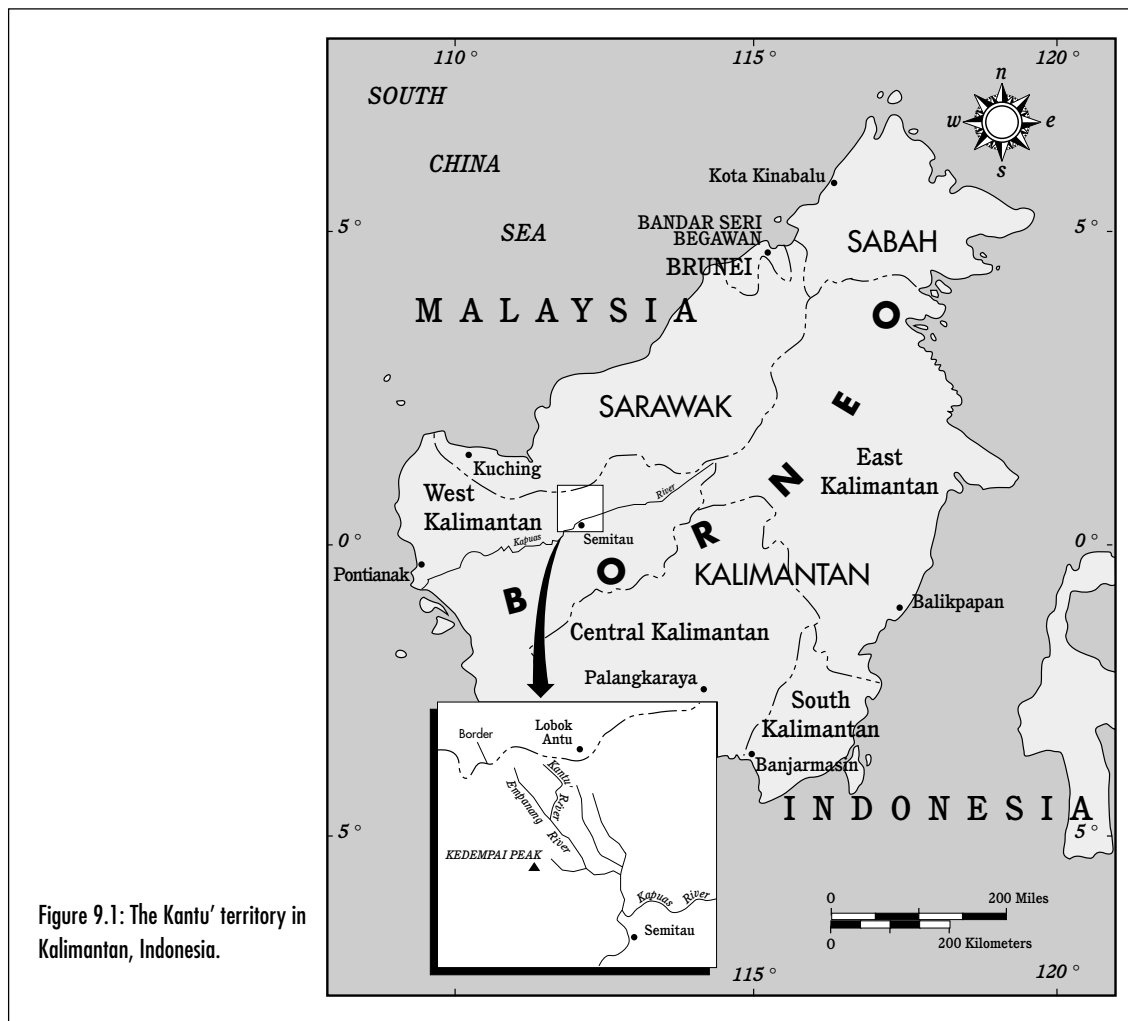 110 °
115 °
120 °
n
w
e
s
SOUTH
CHINA
SEA
5 °
5 °
Kota Kinabalu
BANDAR SERI
BEGAWAN
BRUNEI
SABAH
MALAYSIA
SARAWAK
BORNEO
Kuching
West
Kalimantan
River
Kapuas
Semitau
East
Kalimantan
0 °
0 °
Pontianak
KALIMANTAN
Balikpapan
Central Kalimantan
Palangkaraya
South
Kalimantan
Banjarmasin
INDONESIA
5 °
5 °
Border
Lobok
Antu
Kantu'
River
Empanang
River
KEDEMPAI PEAK
Kapuas River
Semitau
0 200 Miles
0 200 Kilometers
115 °
120 °
Figure 9.1: The Kantu’ territory in
Kalimantan, Indonesia.